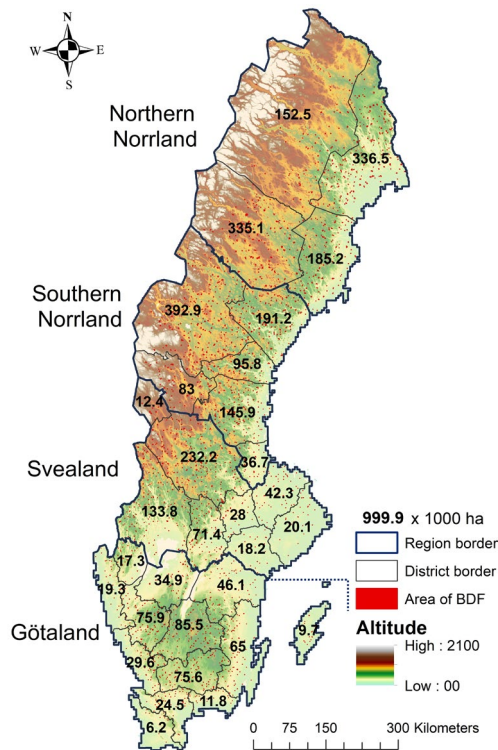 N
W E
S
Northern
Norrland
152.5
336.5
335.1
185.2
Southern
Norrland
392.9
191.2
95.8
83
12.4
145.9
Svealand
232.2
36.7
42.3
133.8
28
20.1
71.4
18.2
999.9 x 1000 ha
Region border
District border
Area of BDF
Altitude
High : 2100
Low : 00
17.3
34.9
46.1
19.3
Götaland
75.9
85.5
9.7
65
29.6
75.6
24.5
11.8
6.2
0 75 150 300 Kilometers